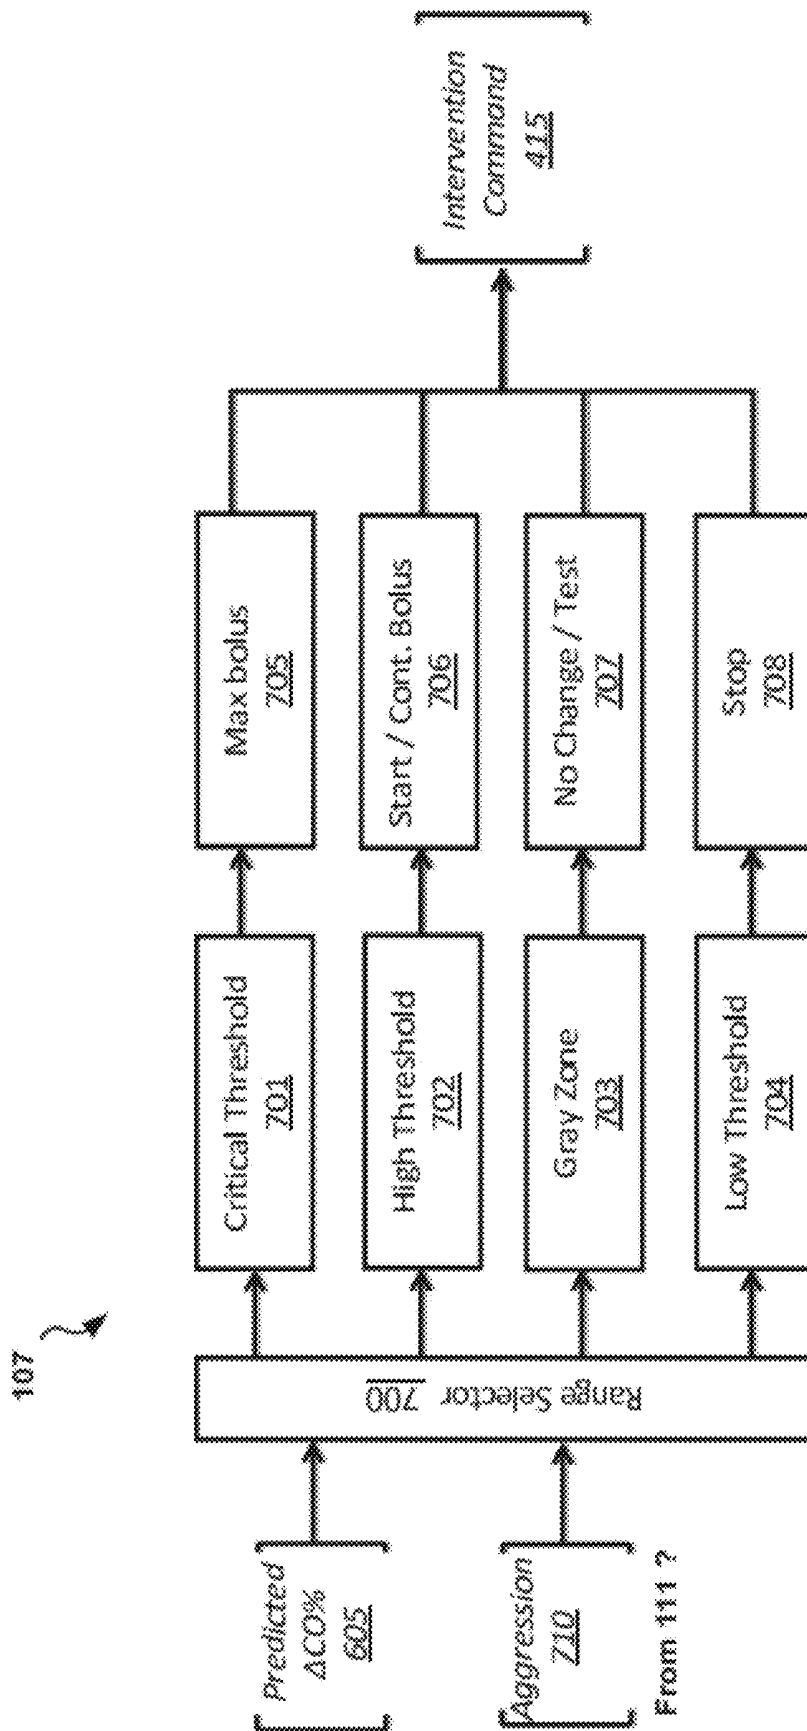 107
Predicted
ΔCO%
605
Aggression
710
From 111 ?
Range Selector 700
Critical Threshold
701
High Threshold
702
Gray Zone
703
Low Threshold
704
Max bolus
705
Start / Cont. Bolus
706
No Change / Test
707
Stop
708
Intervention
Command
415